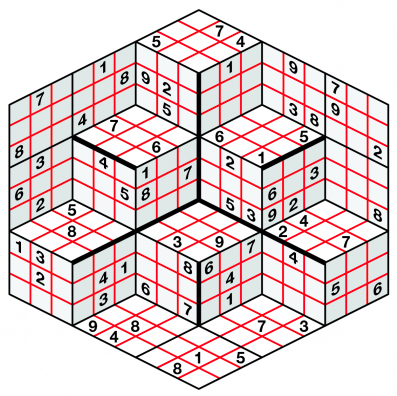 7
5 4
1 1 9
8 9 2 8
7 5 3 9
4 7 6 5
8 6 2 1 2
3 4 1 7 3
6 5 8 6
2 5 5 3 9 2 8
8 4
1 3 3 9 7 2 7
2 4 1 8 6 4 4
3 6 1 5 6
7
9 8 7 3
4 1 5
8